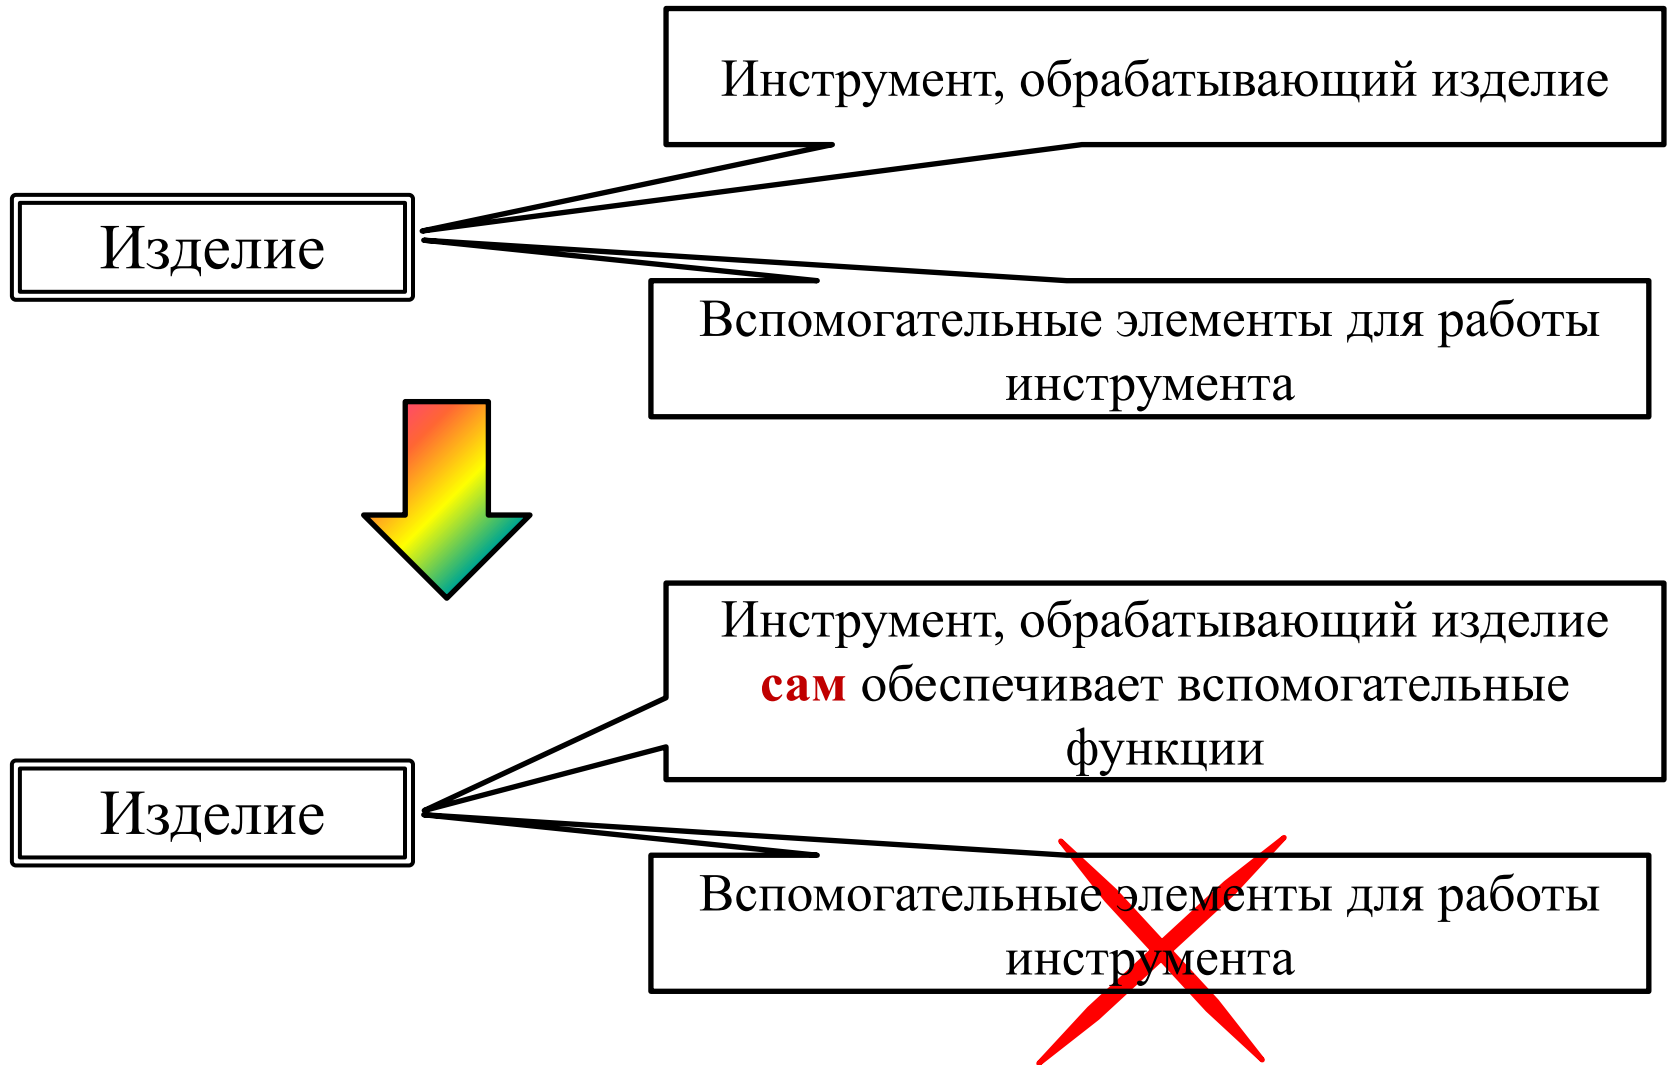 Инструмент, обрабатывающий изделие
Изделие
Вспомогательные элементы для работы
инструмента
Инструмент, обрабатывающий изделие
сам обеспечивает вспомогательные
функции
Изделие
Вспомогательные элементы для работы
инструмента